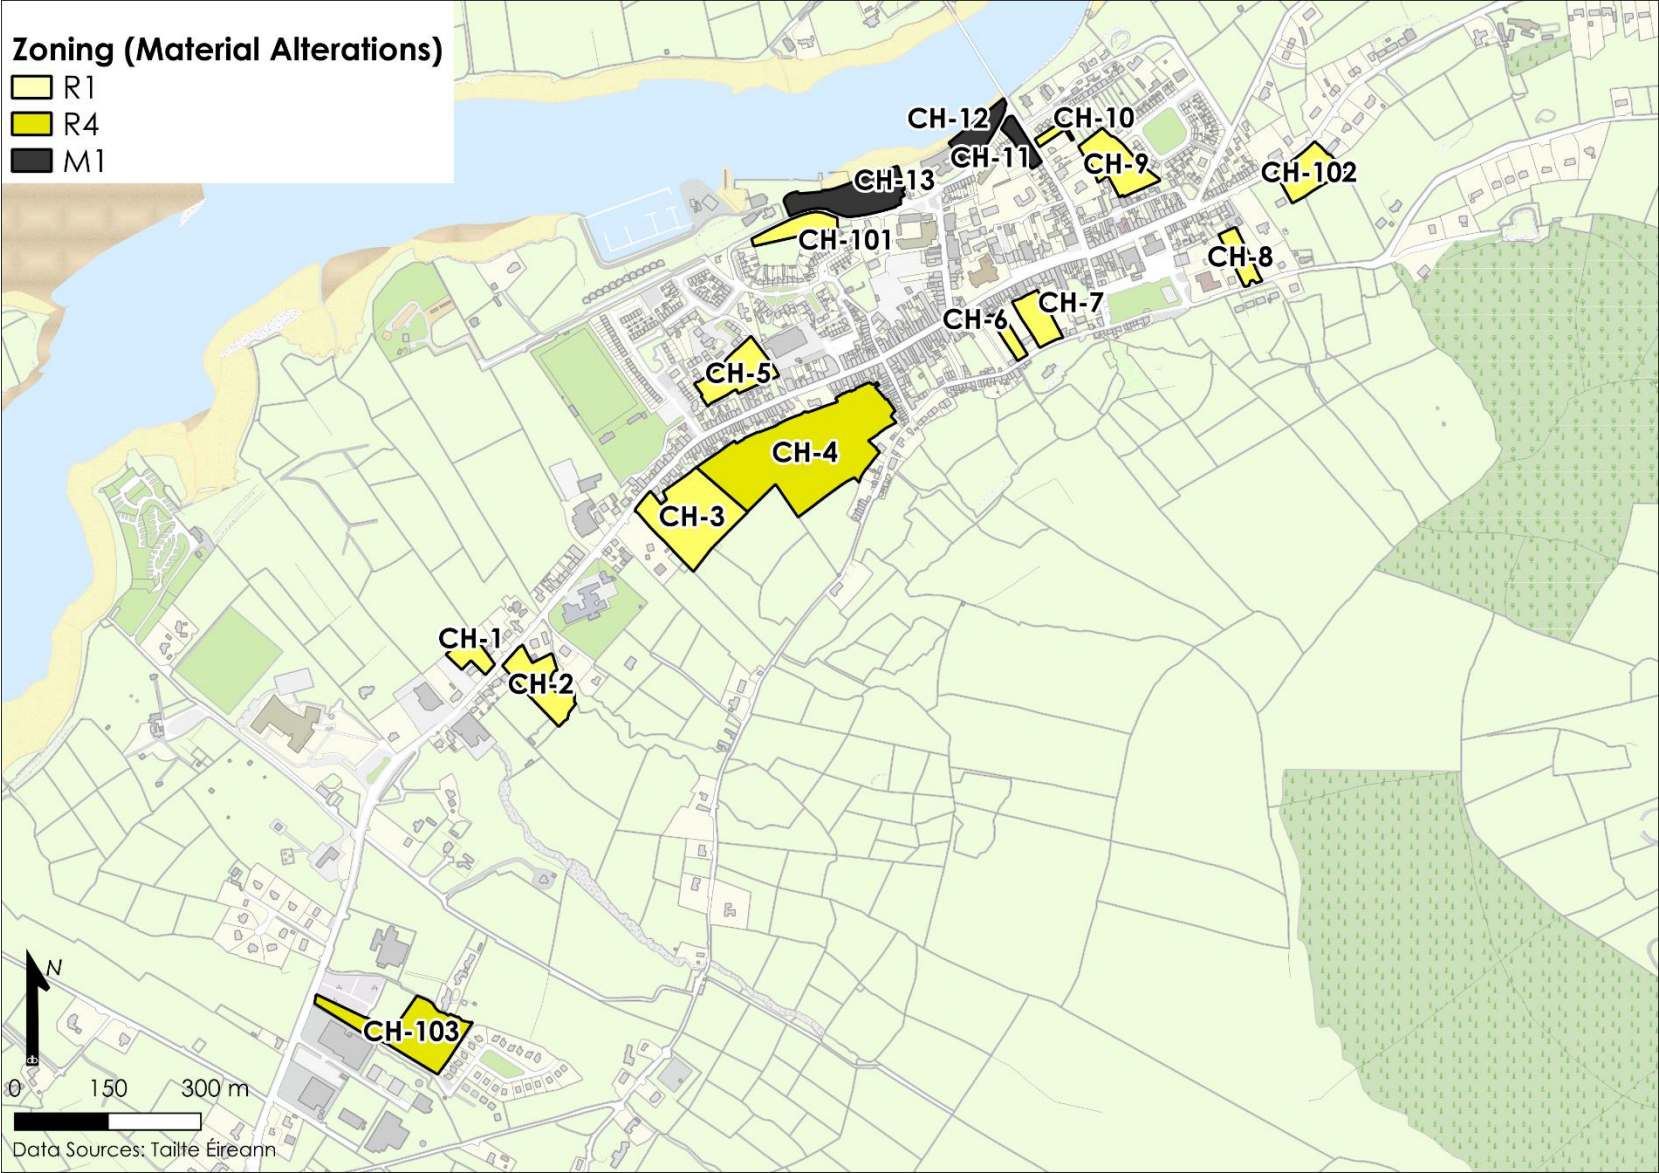 Zoning (Material Alterations)
R1
R4
M1
CH-12
CH-10
CH-11
CH-9
CH-102
CH-13
CH-101
CH-8
CH-7
CH-6
CH-5
CH-4
CH-3
CH-1
CH-2
CH-103
N
db
0 150 300 m
Data Sources: Tailte Éireann